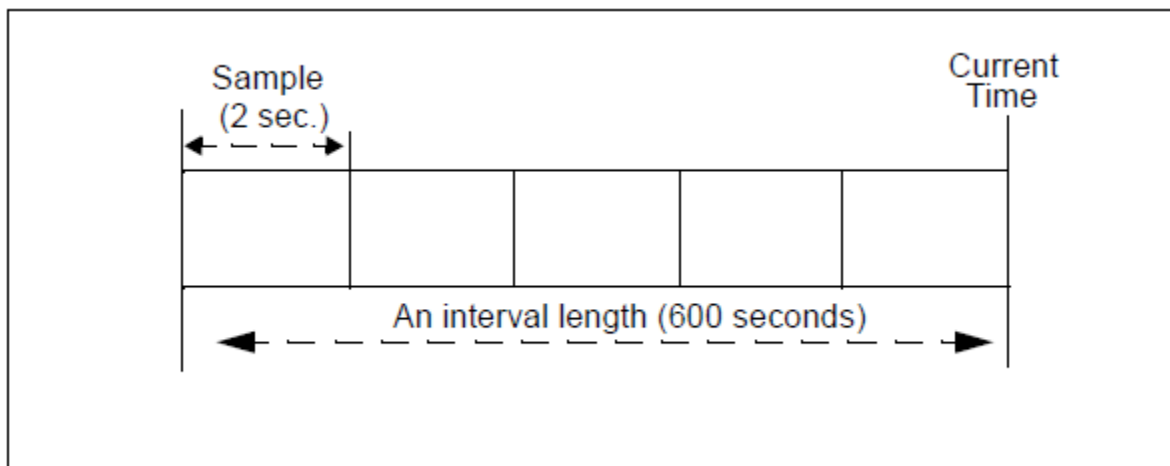 Sample
(2 sec.)
Current
Time
An interval length (600 seconds)